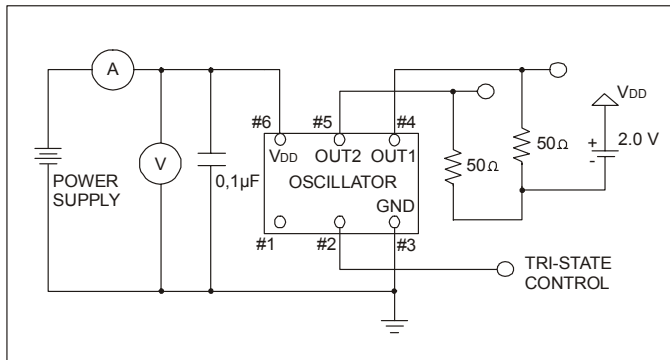 A
VDD
#6
#5
#4
+
2.0 V
-
50Ω
50Ω
VDD
OUT2
OUT1
V
0,1µF
OSCILLATOR
POWER
SUPPLY
GND
#1
#2
#3
TRI-STATE
CONTROL